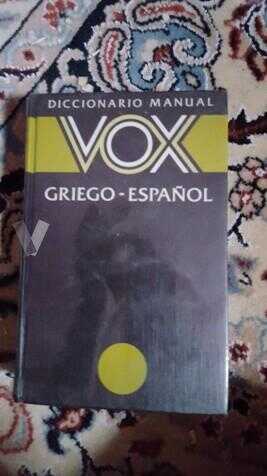 DICCIONARIO MANUAL
VOX
GRIEGO - ESPAÑOL